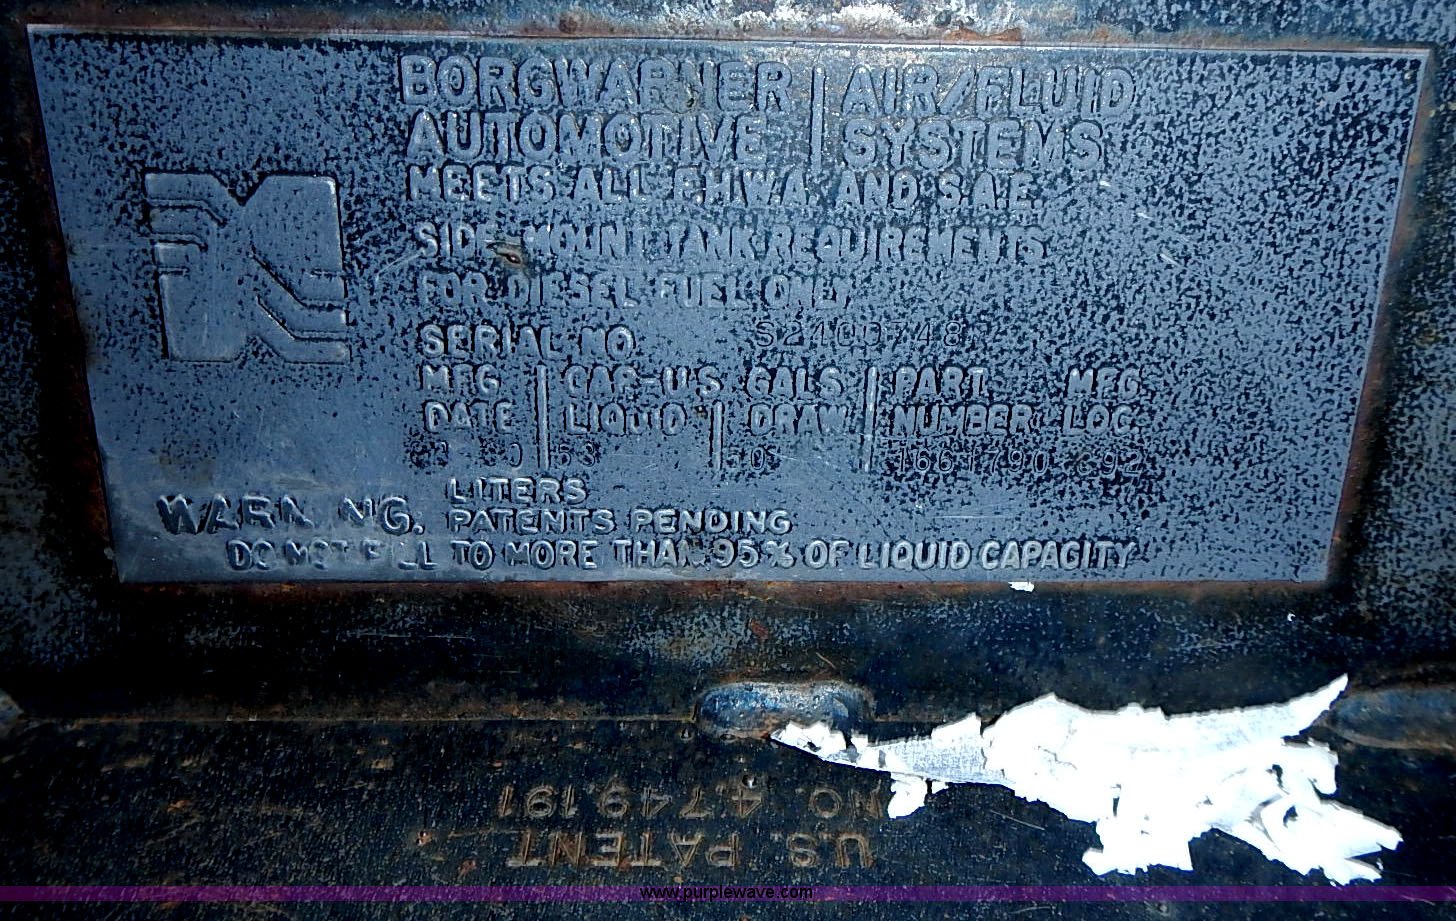 BORGWARNER | AIR/FLUID
AUTOMOTIVE | SYSTEMS
MEETS ALL F.H.W.A. AND S.A.E.
SIDE MOUNT TANK REQUIREMENTS
FOR DIESEL FUEL ONLY
SERIAL NO.
MFG | CAP-U.S. GALS | PART MFG
DATE | LIQUID | DRAW | NUMBER LOC.
LITERS
WARNING. PATENTS PENDING
DO NOT FILL TO MORE THAN 95% OF LIQUID CAPACITY
U.S. PATENT
NO. 4,749,191
www.purplewave.com